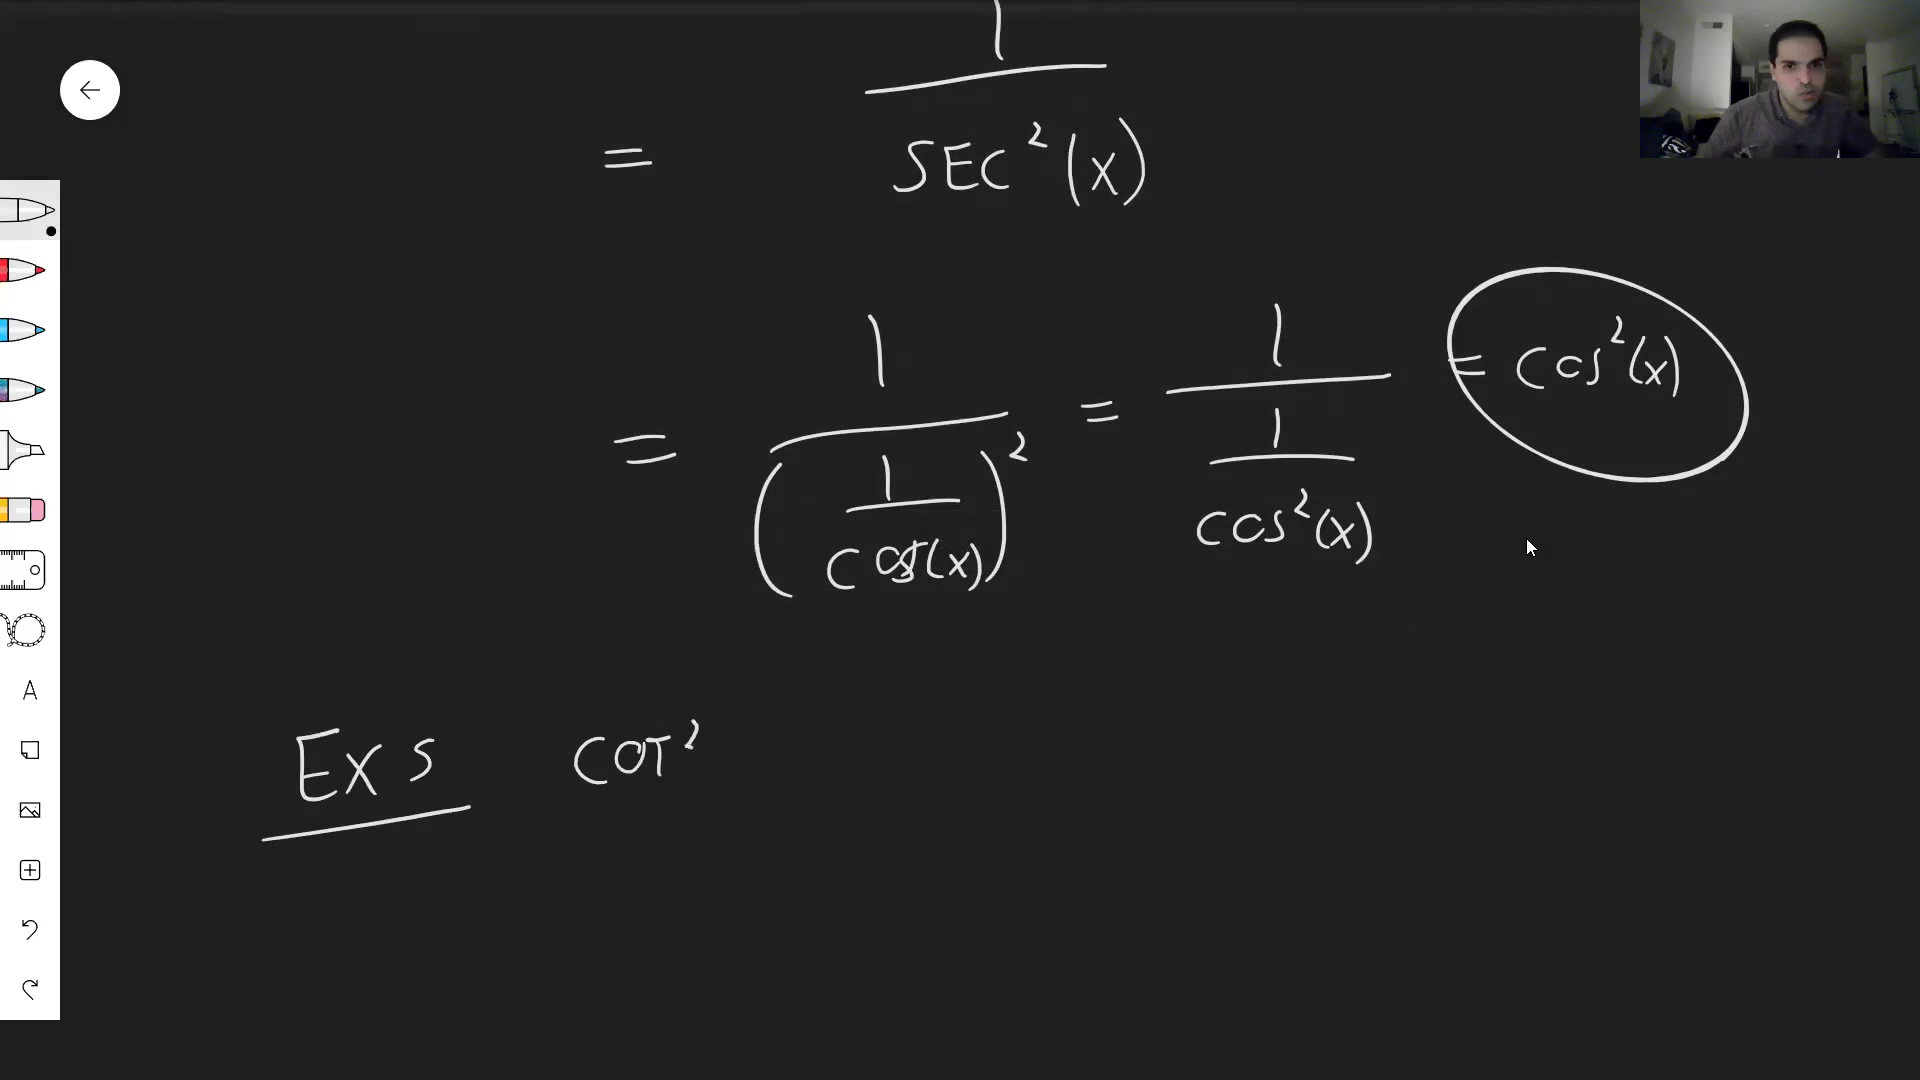 1
= SEC²(X)
= 1 / (1 / COS(X))² = 1 / (1 / COS²(X)) = COS²(X)
EX 5 COT²
A